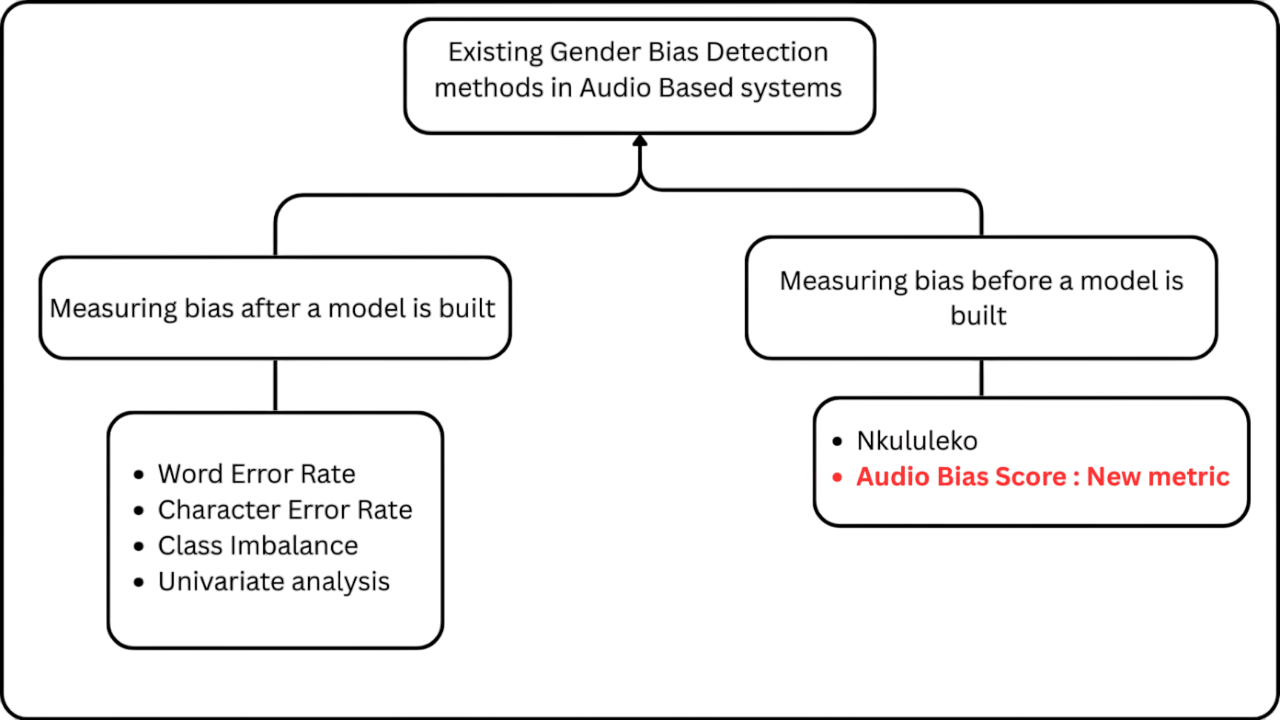 Existing Gender Bias Detection
methods in Audio Based systems
Measuring bias after a model is built
Measuring bias before a model is
built
• Word Error Rate
• Character Error Rate
• Class Imbalance
• Univariate analysis
• Nkululeko
• Audio Bias Score : New metric